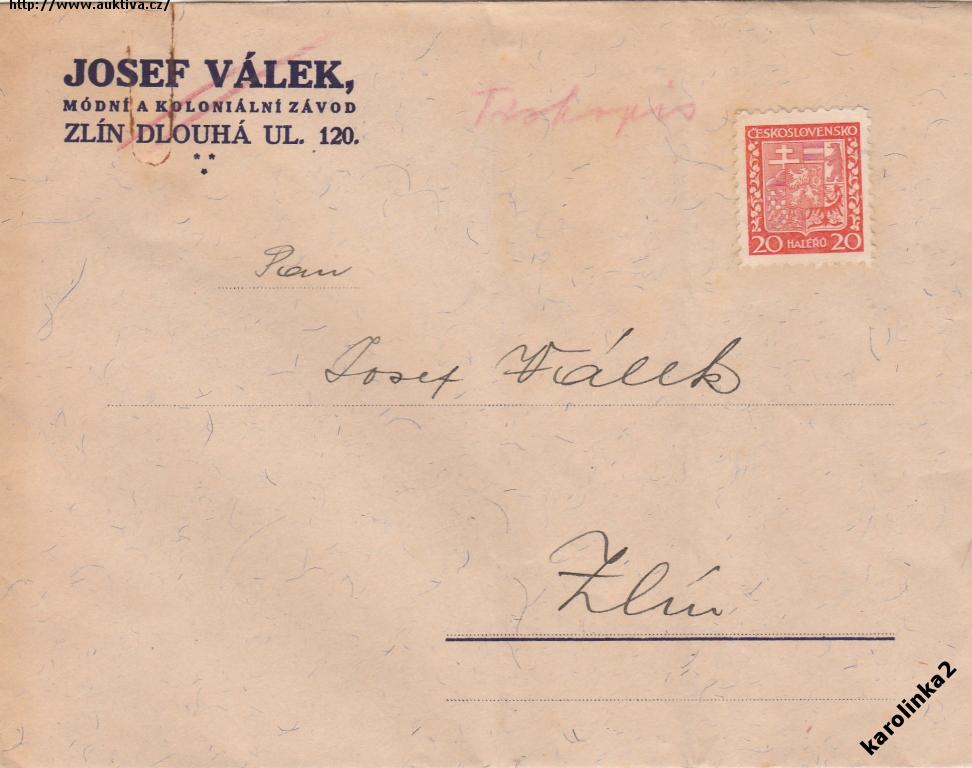 http://www.auktiva.cz/
JOSEF VÁLEK,
MÓDNÍ A KOLONIÁLNÍ ZÁVOD
ZLÍN DLOUHÁ UL. 120.
Tiskopis
ČESKOSLOVENSKO
20 HALÉŘŮ 20
Pan
Josef Válek
Zlín
karolinka2